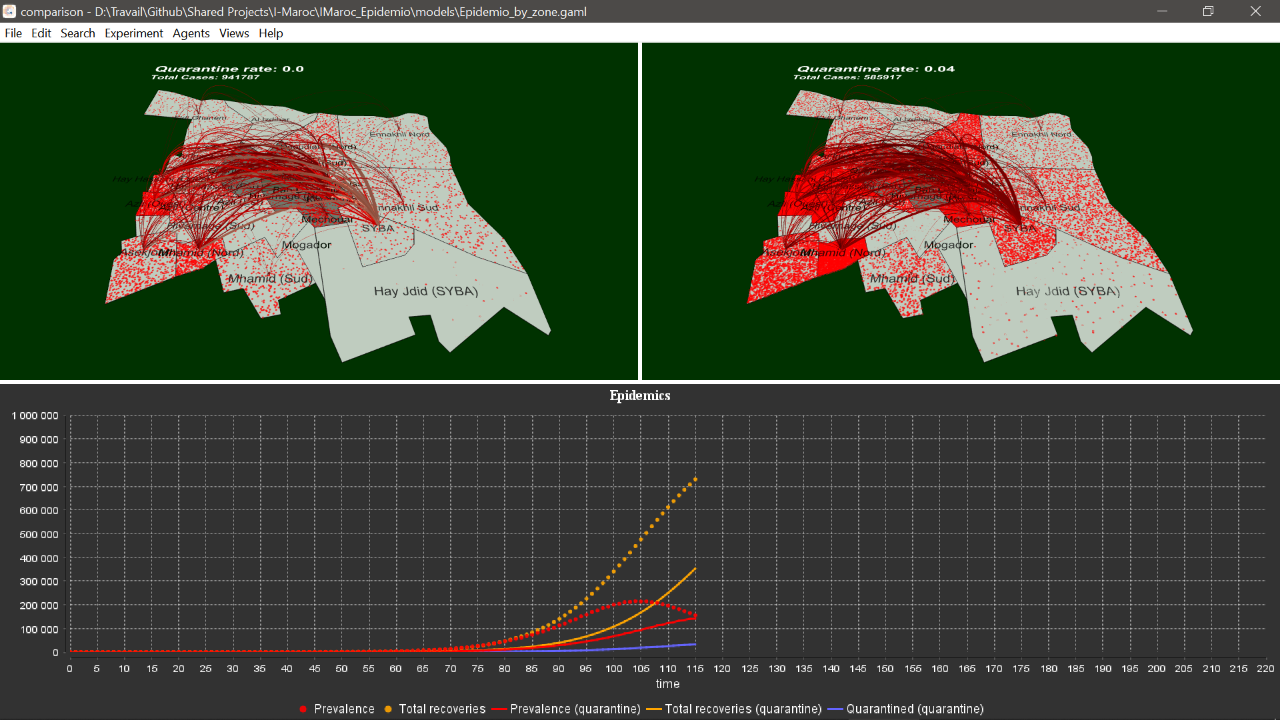 comparison - D:\Travail\Github\Shared Projects\I-Maroc\IMaroc_Epidemio\models\Epidemio_by_zone.gaml
File Edit Search Experiment Agents Views Help
Quarantine rate: 0.0
Total Cases: 941787
Ennakhil Nord
Ennakhil Sud
Mechouar
SYBA
Mhamid (Nord)
Mogador
Mhamid (Sud)
Hay Jdid (SYBA)
Quarantine rate: 0.04
Total Cases: 585917
Ennakhil Nord
Ennakhil Sud
Mechouar
SYBA
Mhamid (Nord)
Mogador
Mhamid (Sud)
Hay Jdid (SYBA)
Epidemics
1 000 000
900 000
800 000
700 000
600 000
500 000
400 000
300 000
200 000
100 000
0
0 5 10 15 20 25 30 35 40 45 50 55 60 65 70 75 80 85 90 95 100 105 110 115 120 125 130 135 140 145 150 155 160 165 170 175 180 185 190 195 200 205 210 215 220
time
Prevalence Total recoveries Prevalence (quarantine) Total recoveries (quarantine) Quarantined (quarantine)